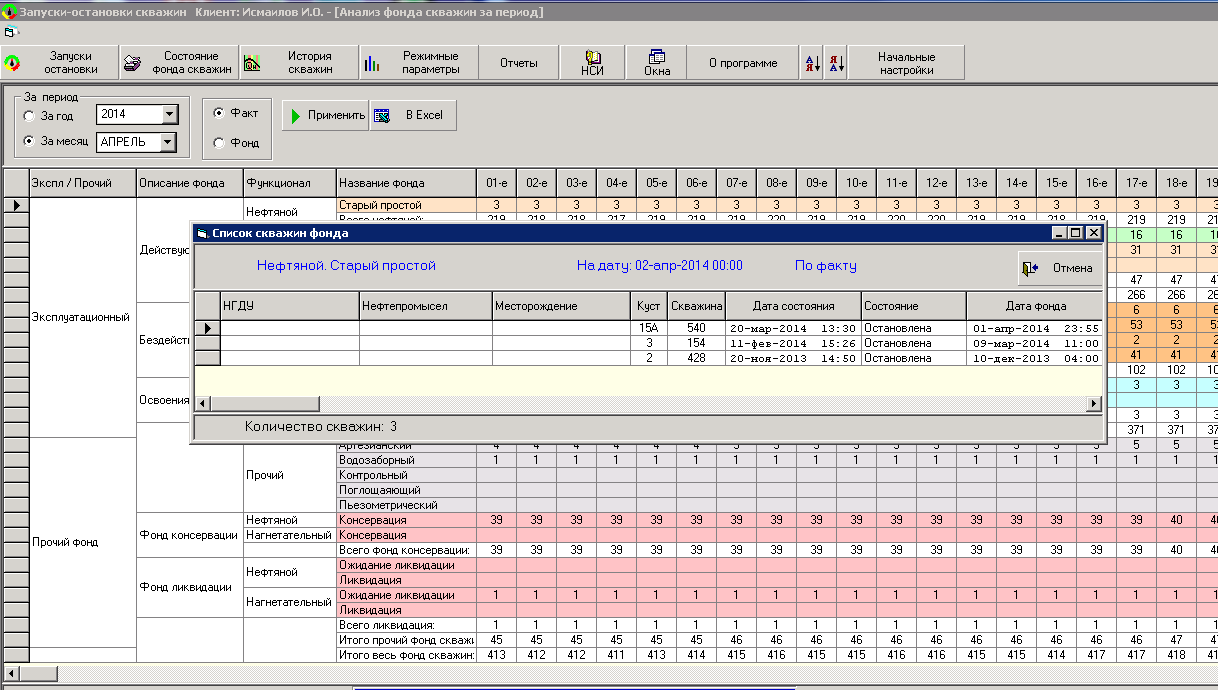 Запуски-остановки скважин Клиент: Исмаилов И.О. - [Анализ фонда скважин за период]
Запуски остановки
Состояние фонда скважин
История скважин
Режимные параметры
Отчеты
НСИ
Окна
О программе
Начальные настройки
За период
За год 2014
За месяц АПРЕЛЬ
Факт
Фонд
Применить
В Excel
Экспл / Прочий Описание фонда Функционал Название фонда 01-е 02-е 03-е 04-е 05-е 06-е 07-е 08-е 09-е 10-е 11-е 12-е 13-е 14-е 15-е 16-е 17-е 18-е 19
Нефтяной Старый простой 3 3 3 3 3 3 3 3 3 3 3 3 3 3 3 3 3 3 3
Всего нефтяной: 219 218 218 217 219 219 219 220 219 220 220 219 219 219 218 219 219 219
16 16
31 31
47 47
266 266
6 6
53 53
2 2
41 41
102 102
3 3 3
3 3 3
371 371
Эксплуатационный
Освоения
Список скважин фонда
Нефтяной. Старый простой На дату: 02-апр-2014 00:00 По факту
Отмена
НГДУ Нефтепромысел Месторождение Куст Скважина Дата состояния Состояние Дата фонда
15А 540 20-мар-2014 13:30 Остановлена 01-апр-2014 23:55
3 154 11-фев-2014 15:26 Остановлена 09-мар-2014 11:00
2 428 20-ноя-2013 14:50 Остановлена 10-дек-2013 04:00
Количество скважин: 3
Прочий фонд
Прочий
Артезианский 4 4 4 4 4 4 5 5 5 5 5 5 5 5 5 5 5 5 5
Водозаборный 1 1 1 1 1 1 1 1 1 1 1 1 1 1 1 1 1 1 1
Контрольный
Поглощающий
Пьезометрический
Фонд консервации
Нефтяной Консервация 39 39 39 39 39 39 39 39 39 39 39 39 39 39 39 39 39 40
Нагнетательный Консервация
Всего фонд консервации: 39 39 39 39 39 39 39 39 39 39 39 39 39 39 39 39 39 40
Фонд ликвидации
Нефтяной Ожидание ликвидации
Ликвидация
Нагнетательный Ожидание ликвидации 1 1 1 1 1 1 1 1 1 1 1 1 1 1 1 1 1 1 1
Ликвидация
Всего ликвидация: 1 1 1 1 1 1 1 1 1 1 1 1 1 1 1 1 1 1 1
Итого прочий фонд скважи 45 45 45 45 45 45 46 46 46 46 46 46 46 46 46 46 46 47
Итого весь фонд скважин: 413 412 412 411 413 414 415 416 415 415 416 416 415 415 414 417 417 418